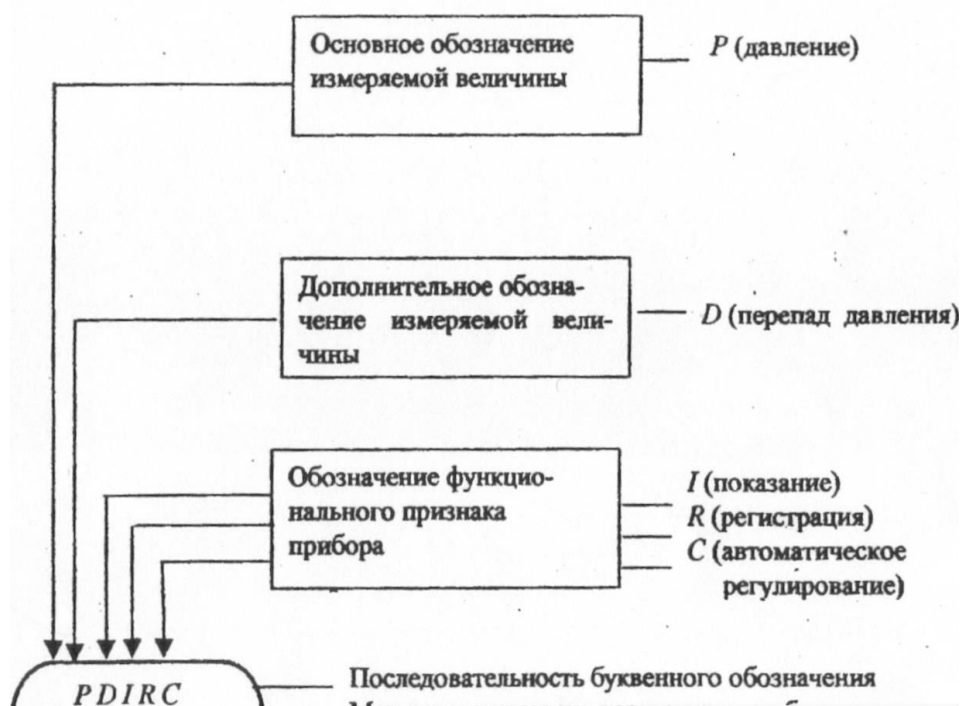 Основное обозначение
измеряемой величины
P (давление)
Дополнительное обозна-
чение измеряемой вели-
чины
D (перепад давления)
Обозначение функцио-
нального признака
прибора
I (показание)
R (регистрация)
C (автоматическое
регулирование)
PDIRC
Последовательность буквенного обозначения